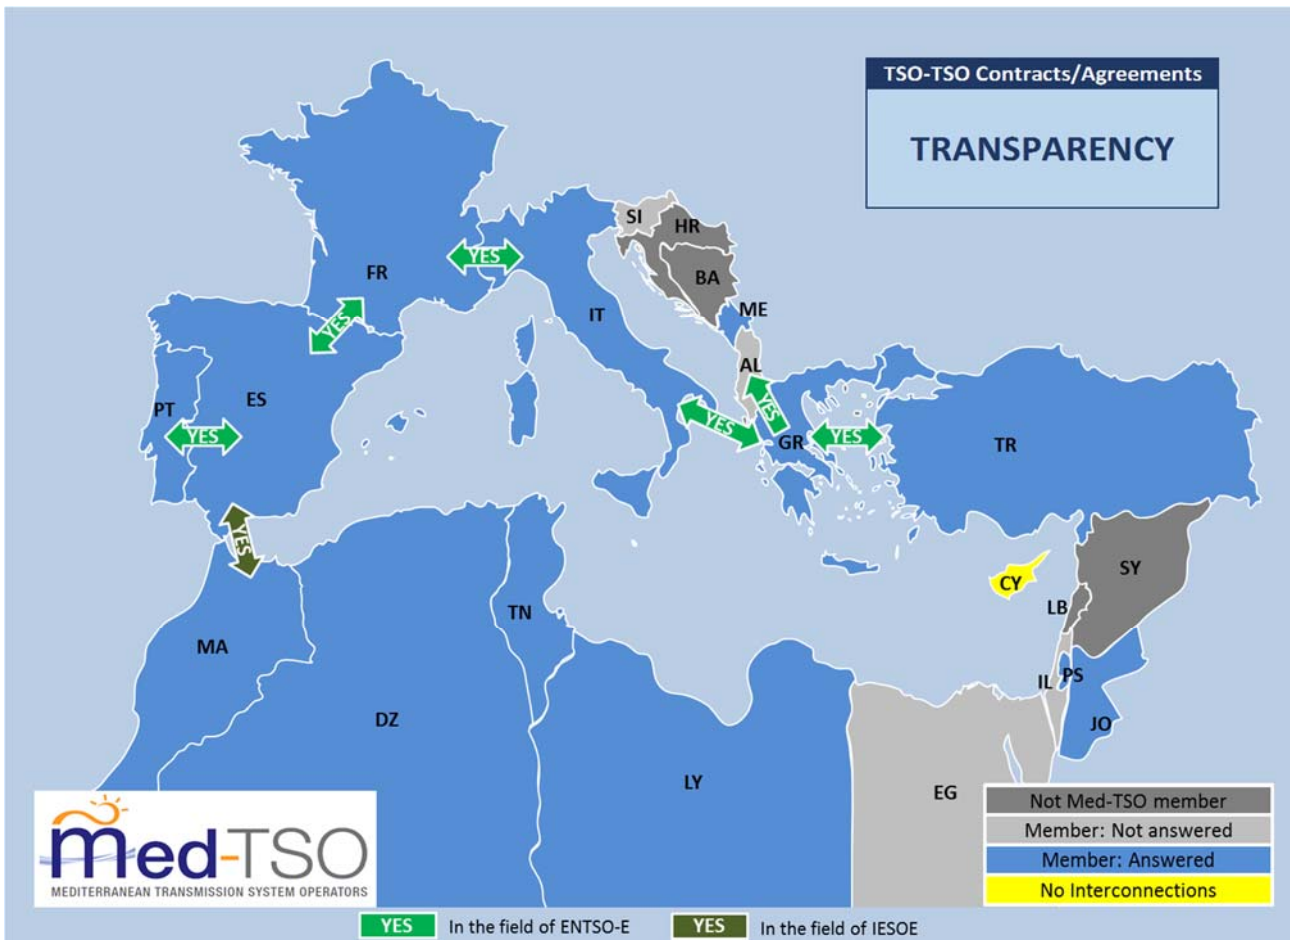 TSO-TSO Contracts/Agreements
TRANSPARENCY
SI
HR
BA
FR
YES
IT
ME
YES
AL
PT
ES
YES
YES
YES
GR
YES
TR
YES
CY
SY
LB
TN
MA
IL
PS
DZ
JO
LY
EG
Not Med-TSO member
Member: Not answered
Member: Answered
No Interconnections
med-TSO
MEDITERRANEAN TRANSMISSION SYSTEM OPERATORS
YES In the field of ENTSO-E YES In the field of IESOE